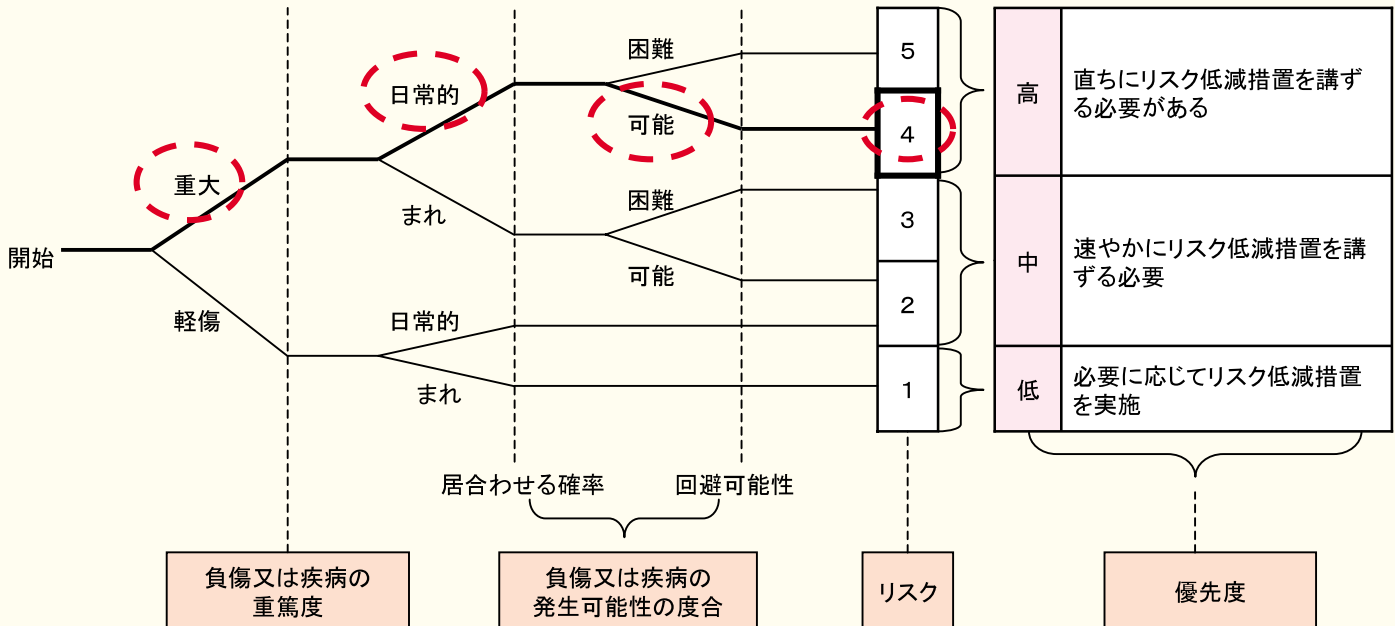 開始
重大
軽傷
日常的
まれ
日常的
まれ
困難
可能
困難
可能
5
4
3
2
1
高
直ちにリスク低減措置を講ず
る必要がある
中
速やかにリスク低減措置を講
ずる必要
低
必要に応じてリスク低減措置
を実施
居合わせる確率
回避可能性
負傷又は疾病の
重篤度
負傷又は疾病の
発生可能性の度合
リスク
優先度